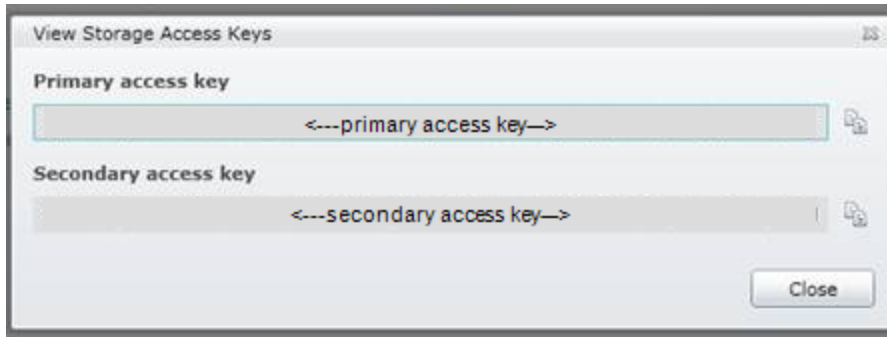 View Storage Access Keys
Primary access key
<---primary access key—>
Secondary access key
<---secondary access key—>
Close